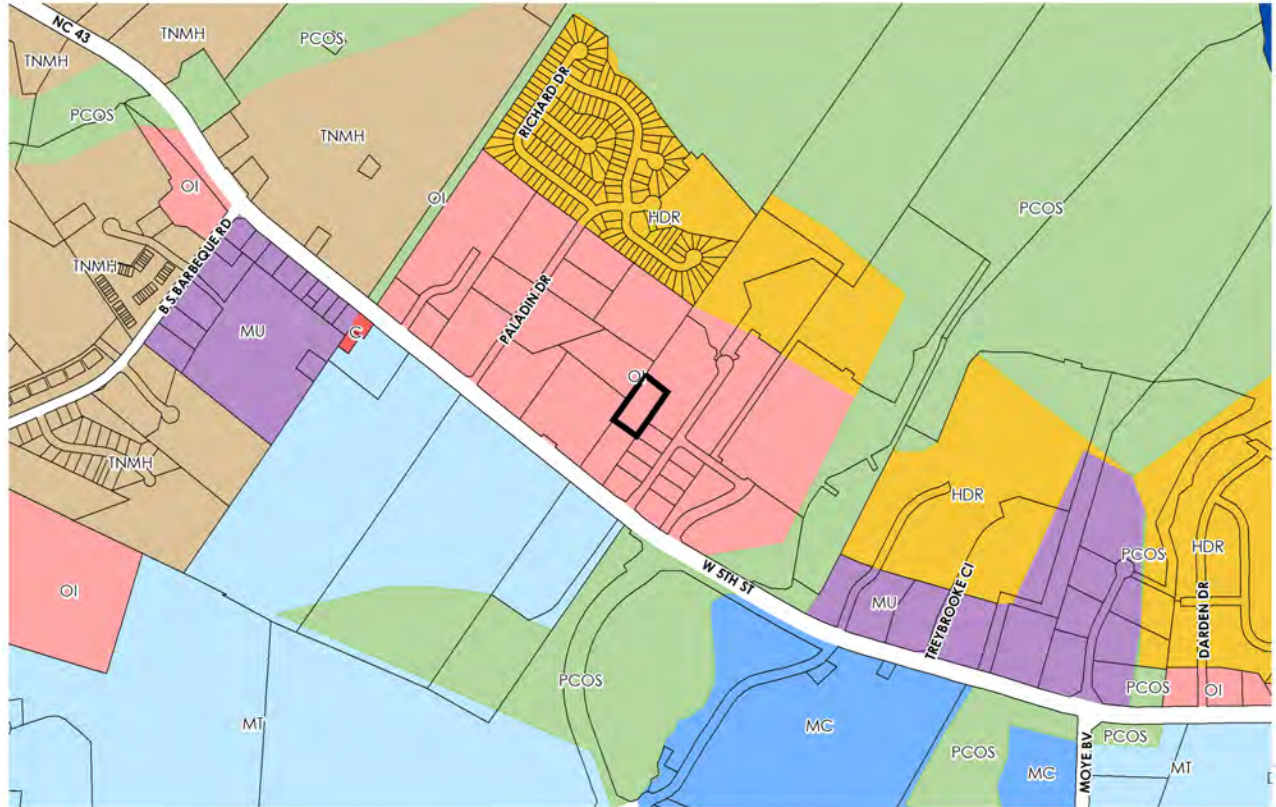 NC 43
TNMH
PCOS
TNMH
PCOS
TNMH
RICHARD DR
OI
OI
PCOS
HDR
B S BARBEQUE RD
TNMH
PALADIN DR
MU
C
OI
TNMH
HDR
PCOS
HDR
OI
W 5TH ST
MU
TREYBROOKE CI
DARDEN DR
PCOS
PCOS
OI
MT
MC
PCOS
PCOS
MC
MOYE BV
MT